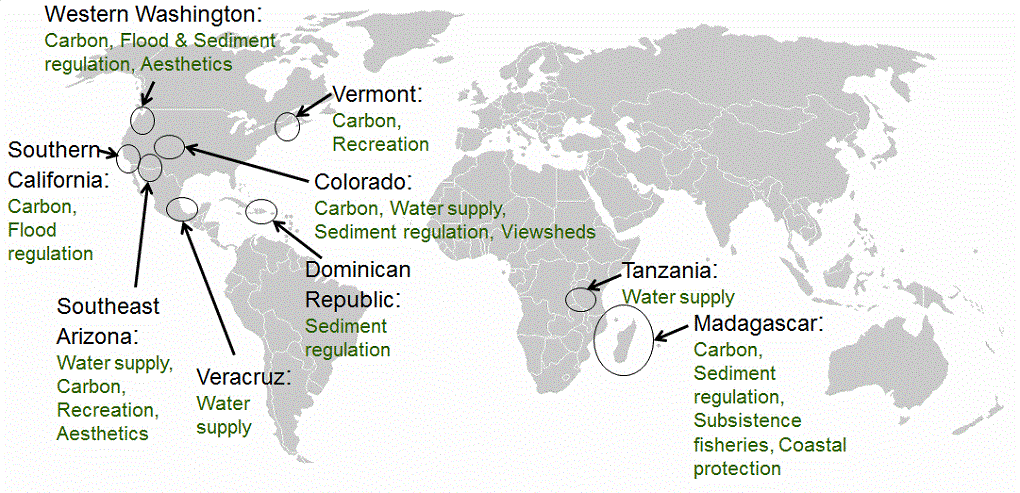 Western Washington:
Carbon, Flood & Sediment
regulation, Aesthetics
Vermont:
Carbon,
Recreation
Southern
California:
Carbon,
Flood
regulation
Colorado:
Carbon, Water supply,
Sediment regulation, Viewsheds
Dominican
Republic:
Sediment
regulation
Tanzania:
Water supply
Southeast
Arizona:
Water supply,
Carbon,
Recreation,
Aesthetics
Veracruz:
Water
supply
Madagascar:
Carbon,
Sediment
regulation,
Subsistence
fisheries, Coastal
protection